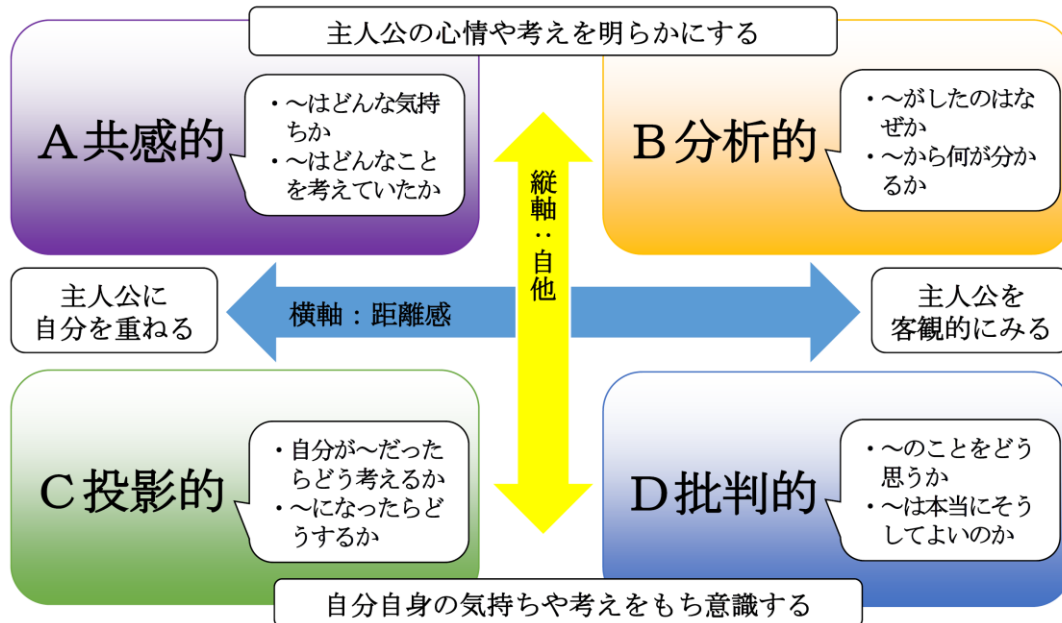 主人公の心情や考えを明らかにする
A共感的
・～はどんな気持
ちか
・～はどんなこと
を考えていたか
B分析的
・～がしたのはな
ぜか
・～から何が分か
るか
縦軸：自他
主人公に
自分を重ねる
横軸：距離感
主人公を
客観的にみる
C投影的
・自分が～だった
らどう考えるか
・～になったらど
うするか
D批判的
・～のことをどう
思うか
・～は本当にそう
してよいのか
自分自身の気持ちや考えをもち意識する